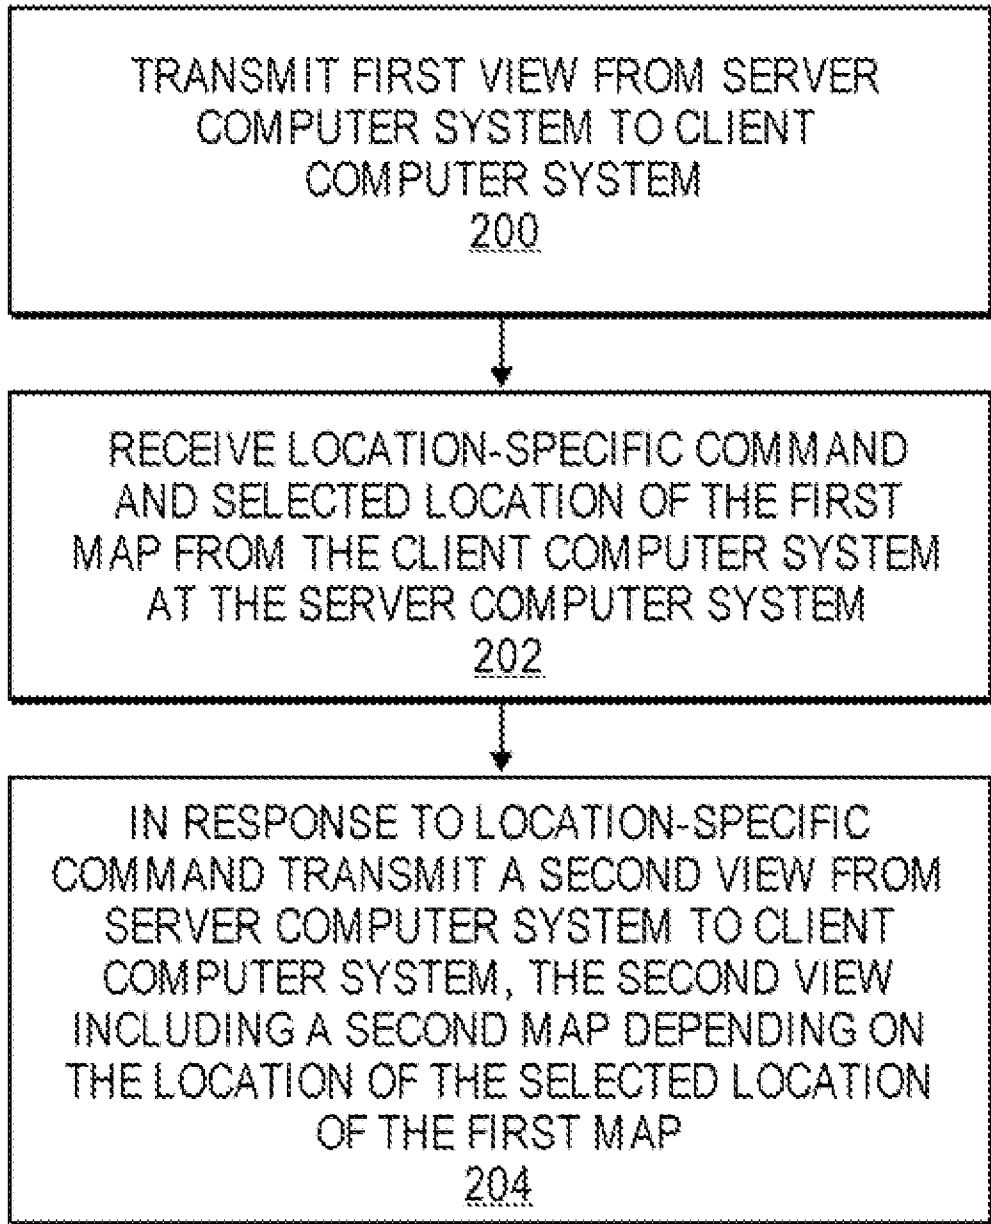 TRANSMIT FIRST VIEW FROM SERVER
COMPUTER SYSTEM TO CLIENT
COMPUTER SYSTEM
200
RECEIVE LOCATION-SPECIFIC COMMAND
AND SELECTED LOCATION OF THE FIRST
MAP FROM THE CLIENT COMPUTER SYSTEM
AT THE SERVER COMPUTER SYSTEM
202
IN RESPONSE TO LOCATION-SPECIFIC
COMMAND TRANSMIT A SECOND VIEW FROM
SERVER COMPUTER SYSTEM TO CLIENT
COMPUTER SYSTEM, THE SECOND VIEW
INCLUDING A SECOND MAP DEPENDING ON
THE LOCATION OF THE SELECTED LOCATION
OF THE FIRST MAP
204